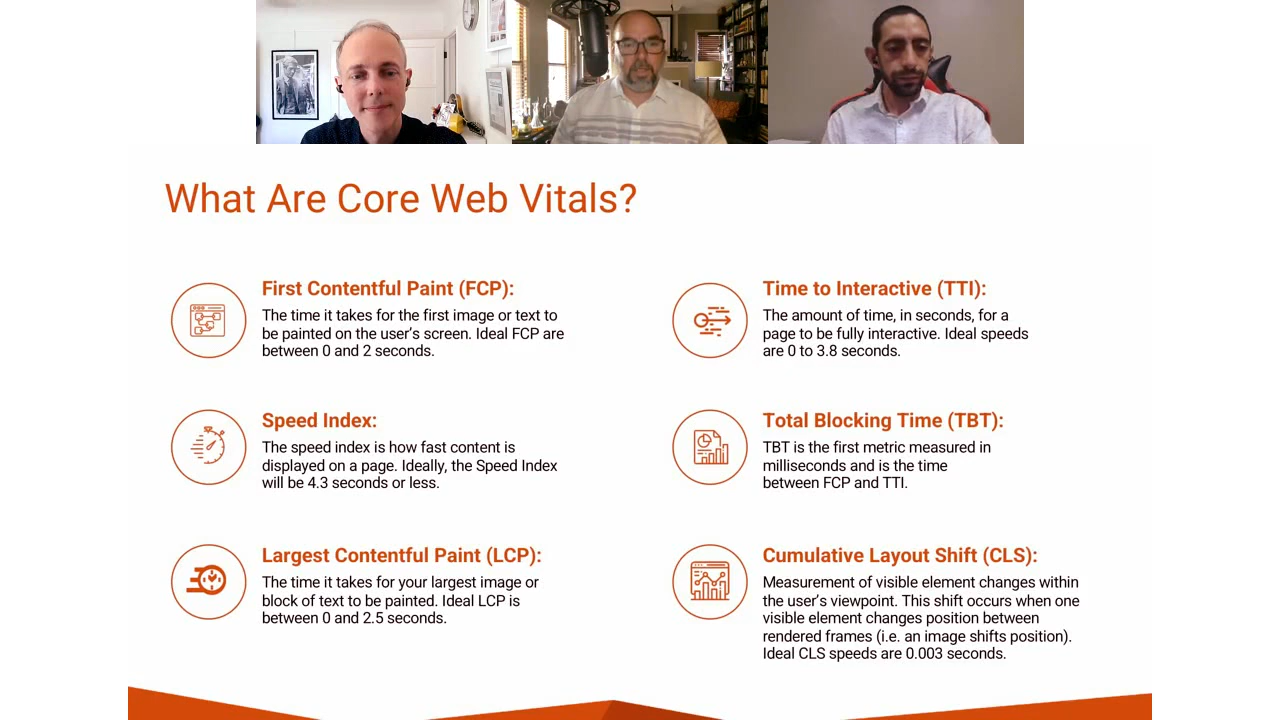 What Are Core Web Vitals?
First Contentful Paint (FCP):
The time it takes for the first image or text to
be painted on the user's screen. Ideal FCP are
between 0 and 2 seconds.
Speed Index:
The speed index is how fast content is
displayed on a page. Ideally, the Speed Index
will be 4.3 seconds or less.
Largest Contentful Paint (LCP):
The time it takes for your largest image or
block of text to be painted. Ideal LCP is
between 0 and 2.5 seconds.
Time to Interactive (TTI):
The amount of time, in seconds, for a
page to be fully interactive. Ideal speeds
are 0 to 3.8 seconds.
Total Blocking Time (TBT):
TBT is the first metric measured in
milliseconds and is the time
between FCP and TTI.
Cumulative Layout Shift (CLS):
Measurement of visible element changes within
the user's viewpoint. This shift occurs when one
visible element changes position between
rendered frames (i.e. an image shifts position).
Ideal CLS speeds are 0.003 seconds.